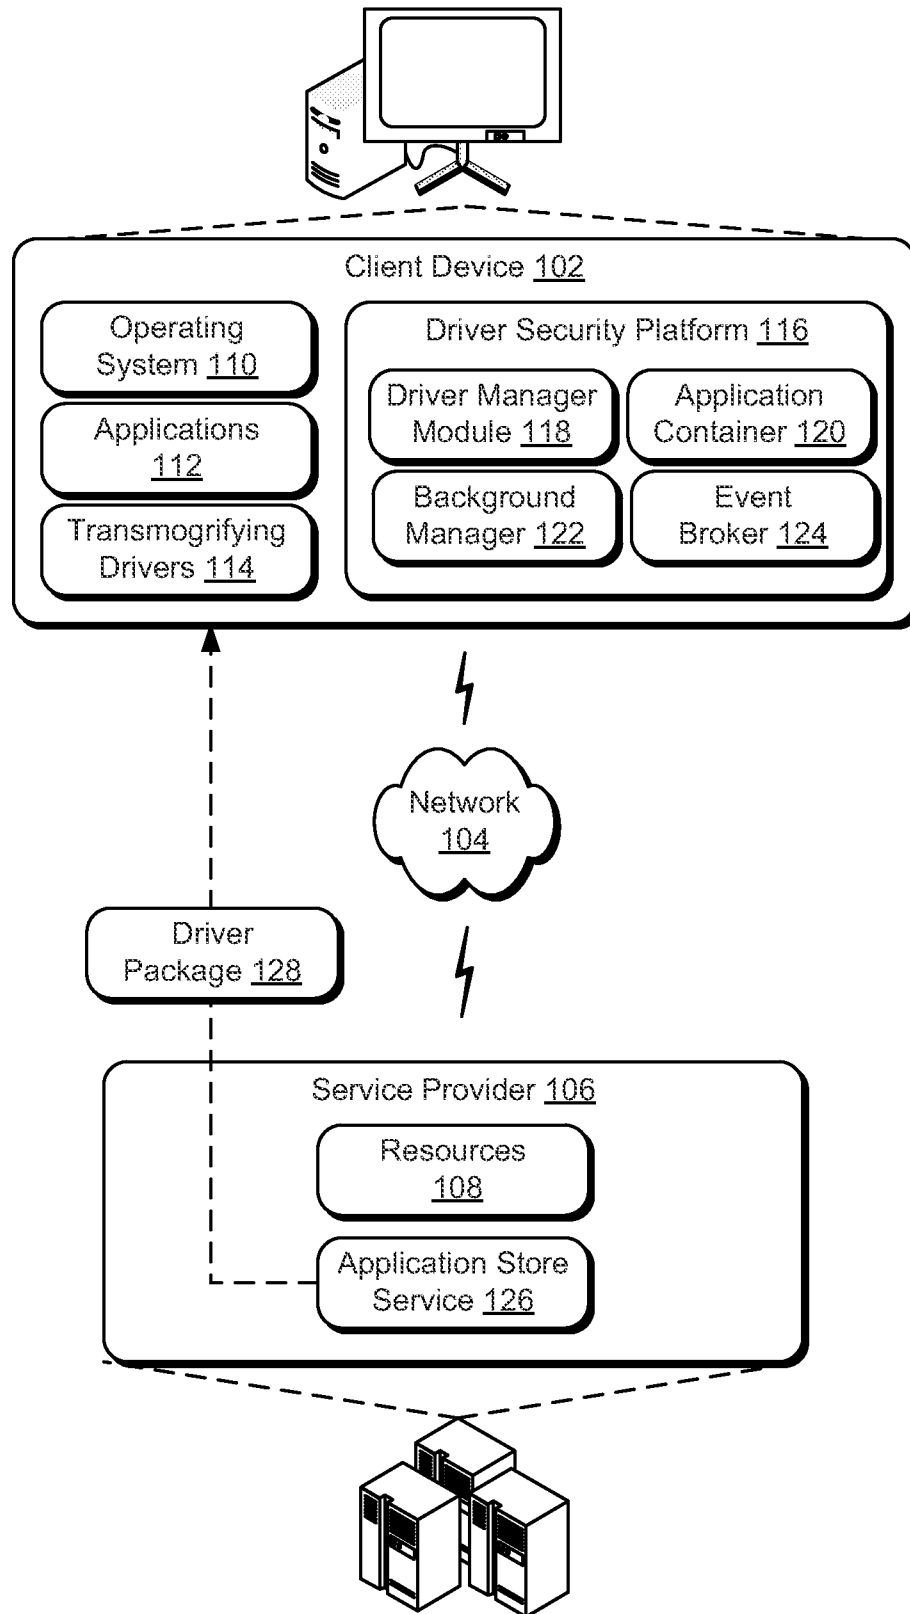 Client Device 102
Operating
System 110
Applications
112
Transmogrifying
Drivers 114
Driver Security Platform 116
Driver Manager
Module 118
Application
Container 120
Background
Manager 122
Event
Broker 124
Network
104
Driver
Package 128
Service Provider 106
Resources
108
Application Store
Service 126